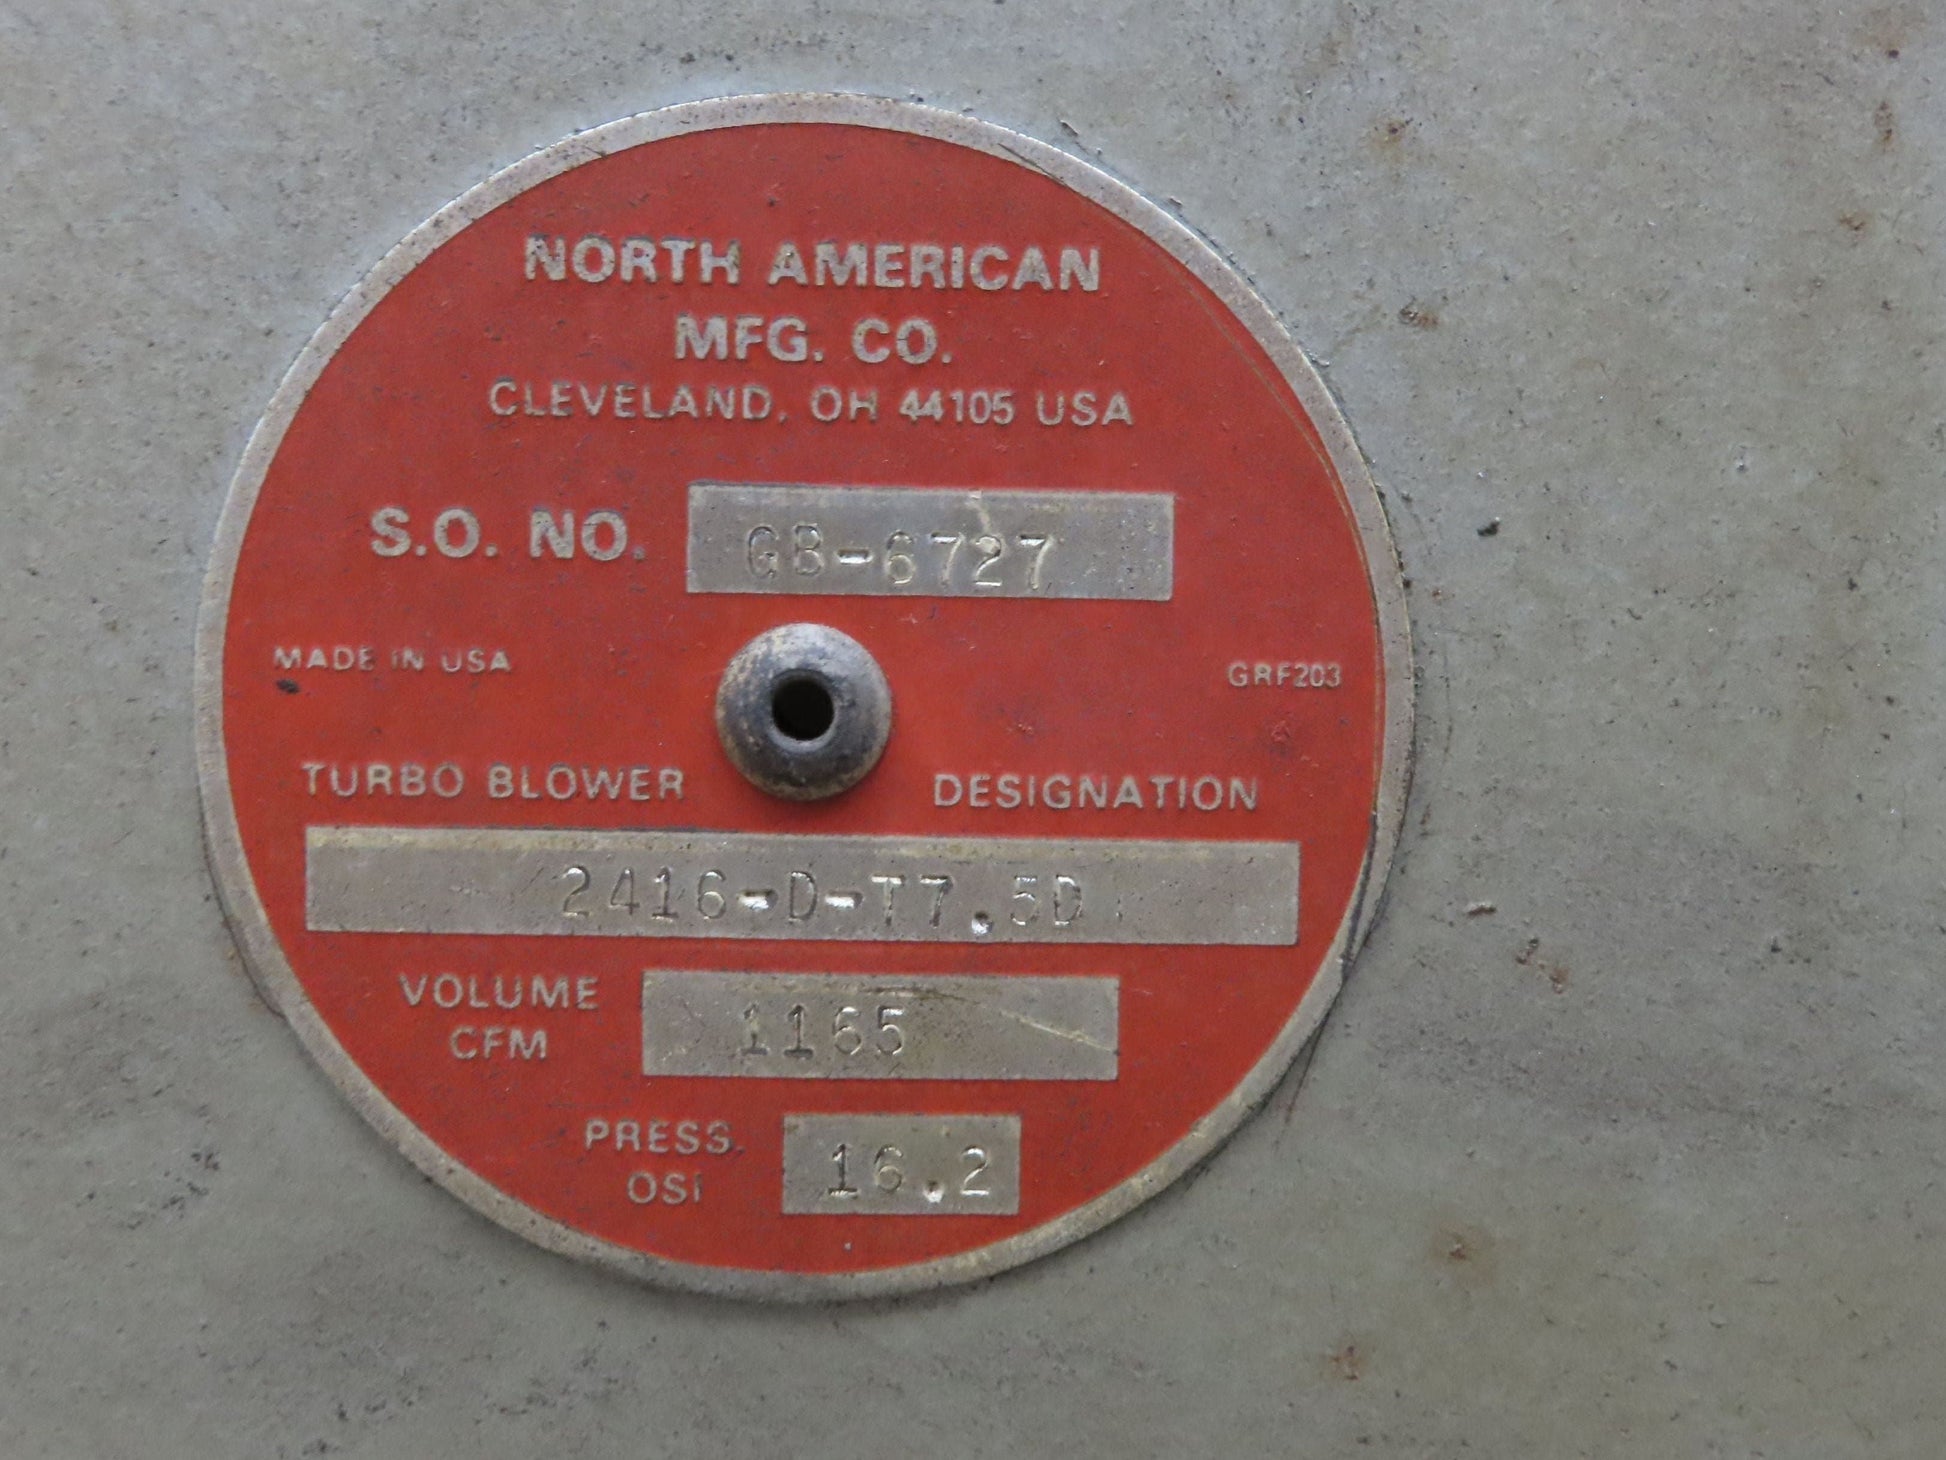 NORTH AMERICAN
MFG. CO.
CLEVELAND, OH 44105 USA
S.O. NO. GB-6727
MADE IN USA GRF203
TURBO BLOWER DESIGNATION
2416-D-T7.5D
VOLUME
CFM 1165
PRESS.
OSI 16.2